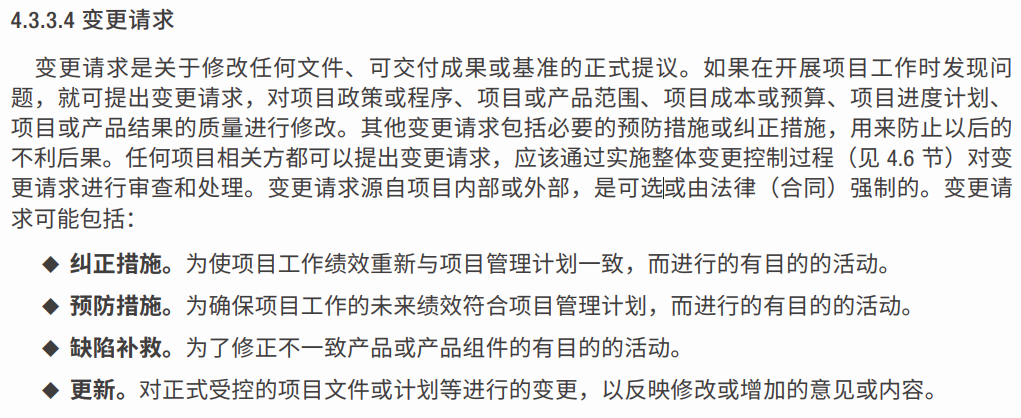 4.3.3.4 变更请求
变更请求是关于修改任何文件、可交付成果或基准的正式提议。如果在开展项目工作时发现问
题，就可提出变更请求，对项目政策或程序、项目或产品范围、项目成本或预算、项目进度计划、
项目或产品结果的质量进行修改。其他变更请求包括必要的预防措施或纠正措施，用来防止以后的
不利后果。任何项目相关方都可以提出变更请求，应该通过实施整体变更控制过程（见 4.6 节）对变
更请求进行审查和处理。变更请求源自项目内部或外部，是可选或由法律（合同）强制的。变更请
求可能包括：
◆ 纠正措施。为使项目工作绩效重新与项目管理计划一致，而进行的有目的的活动。
◆ 预防措施。为确保项目工作的未来绩效符合项目管理计划，而进行的有目的的活动。
◆ 缺陷补救。为了修正不一致产品或产品组件的有目的的活动。
◆ 更新。对正式受控的项目文件或计划等进行的变更，以反映修改或增加的意见或内容。